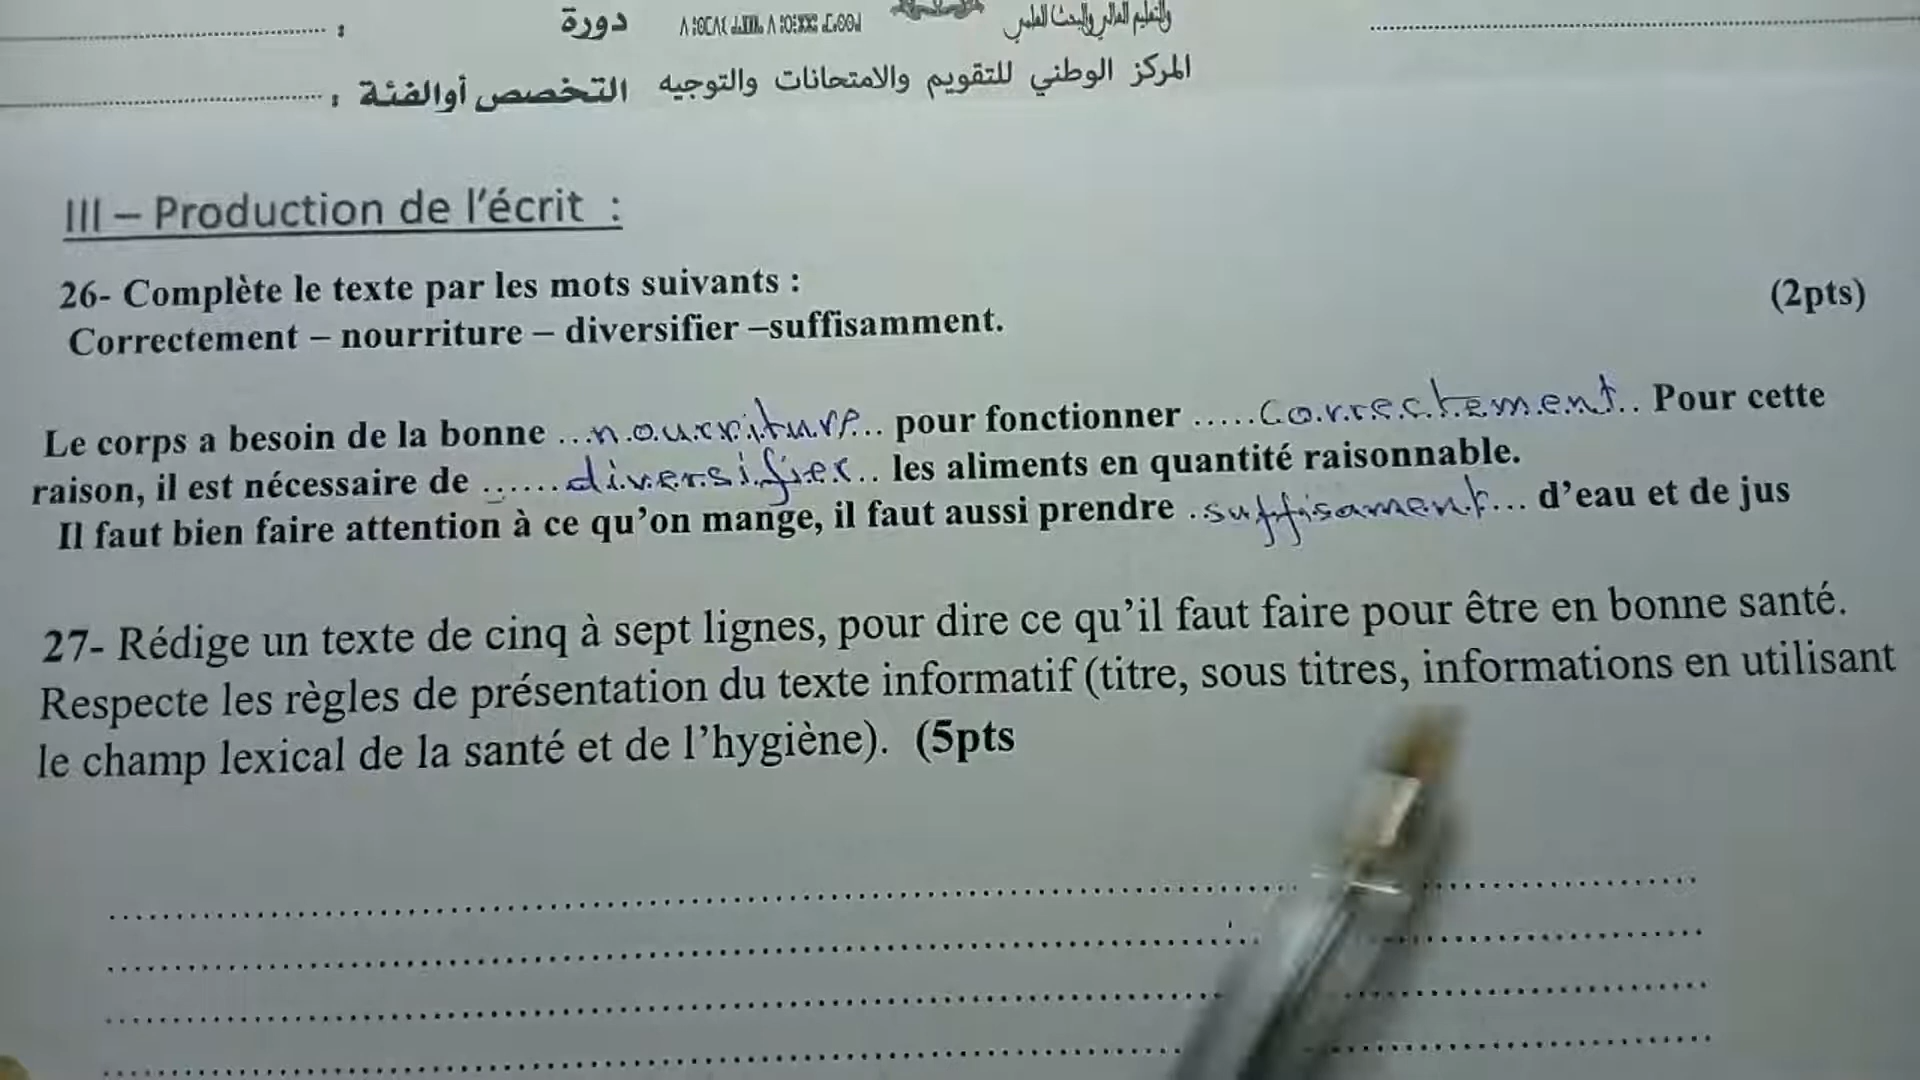 دورة
والتعليم العالي والبحث العلمي
المركز الوطني للتقويم والامتحانات والتوجيه
التخصص أوالفئة :
III – Production de l'écrit :
26- Complète le texte par les mots suivants :
(2pts)
Correctement – nourriture – diversifier –suffisamment.
Le corps a besoin de la bonne ...nourriture.. pour fonctionner .....correctement.. Pour cette
raison, il est nécessaire de ......diversifier.. les aliments en quantité raisonnable.
Il faut bien faire attention à ce qu'on mange, il faut aussi prendre .suffisament... d'eau et de jus
27- Rédige un texte de cinq à sept lignes, pour dire ce qu'il faut faire pour être en bonne santé.
Respecte les règles de présentation du texte informatif (titre, sous titres, informations en utilisant
le champ lexical de la santé et de l'hygiène). (5pts